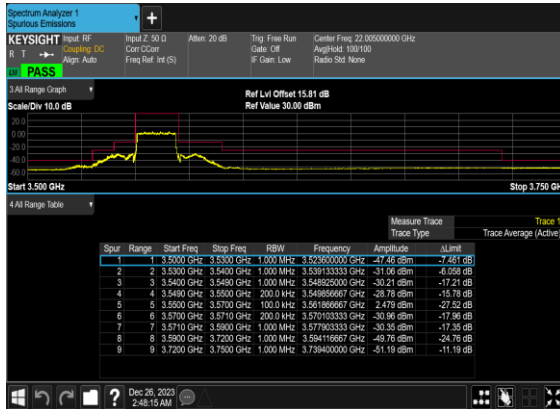 Spectrum Analyzer 1
Spurious Emissions
+
KEYSIGHT Input: RF Input Z: 50 Ω Atten: 20 dB Trig: Free Run Center Freq: 22.005000000 GHz
R T Coupling: DC Corr CCorr Gate: Off Avg|Hold: 100/100
Align: Auto Freq Ref: Int (S) IF Gain: Low Radio Std: None
PASS
3 All Range Graph
Ref Lvl Offset 15.81 dB
Scale/Div 10.0 dB Ref Value 30.00 dBm
20.0
0.00
-20.0
-40.0
-60.0
Start 3.500 GHz Stop 3.750 GH
4 All Range Table
Measure Trace Trace 1
Trace Type Trace Average (Active)
Spur Range Start Freq Stop Freq RBW Frequency Amplitude ΔLimit
1 1 3.5000 GHz 3.5300 GHz 1.000 MHz 3.523600000 GHz -47.46 dBm -7.461 dB
2 2 3.5300 GHz 3.5400 GHz 1.000 MHz 3.539133333 GHz -31.06 dBm -6.058 dB
3 3 3.5400 GHz 3.5490 GHz 1.000 MHz 3.548925000 GHz -30.21 dBm -17.21 dB
4 4 3.5490 GHz 3.5500 GHz 200.0 kHz 3.549856667 GHz -28.78 dBm -15.78 dB
5 5 3.5500 GHz 3.5700 GHz 100.0 kHz 3.561866667 GHz 2.479 dBm -27.52 dB
6 6 3.5700 GHz 3.5710 GHz 200.0 kHz 3.570103333 GHz -30.96 dBm -17.96 dB
7 7 3.5710 GHz 3.5900 GHz 1.000 MHz 3.577903333 GHz -30.35 dBm -17.35 dB
8 8 3.5900 GHz 3.7200 GHz 1.000 MHz 3.594116667 GHz -49.76 dBm -24.76 dB
9 9 3.7200 GHz 3.7500 GHz 1.000 MHz 3.739400000 GHz -51.19 dBm -11.19 dB
? Dec 26, 2023
2:48:15 AM